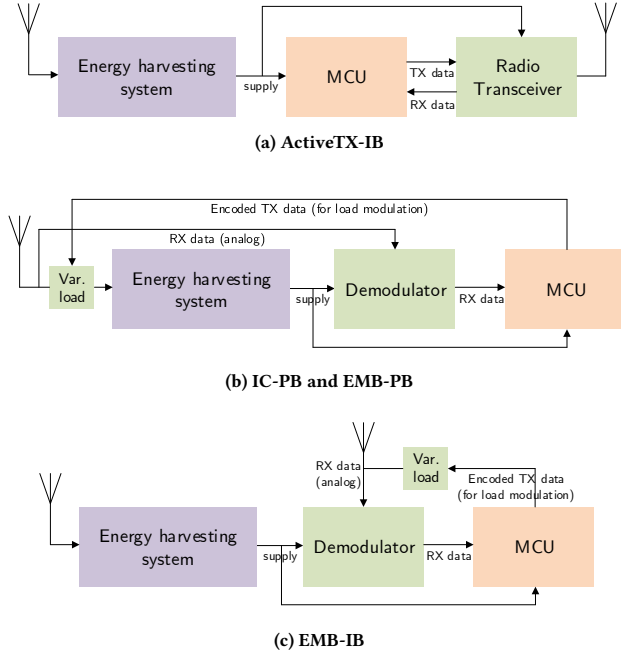 Energy harvesting
system
supply
MCU
TX data
RX data
Radio
Transceiver
(a) ActiveTX-IB
Encoded TX data (for load modulation)
RX data (analog)
Var.
load
Energy harvesting
system
supply
Demodulator
RX data
MCU
(b) IC-PB and EMB-PB
RX data
(analog)
Var.
load
Encoded TX data
(for load modulation)
Energy harvesting
system
supply
Demodulator
RX data
MCU
(c) EMB-IB